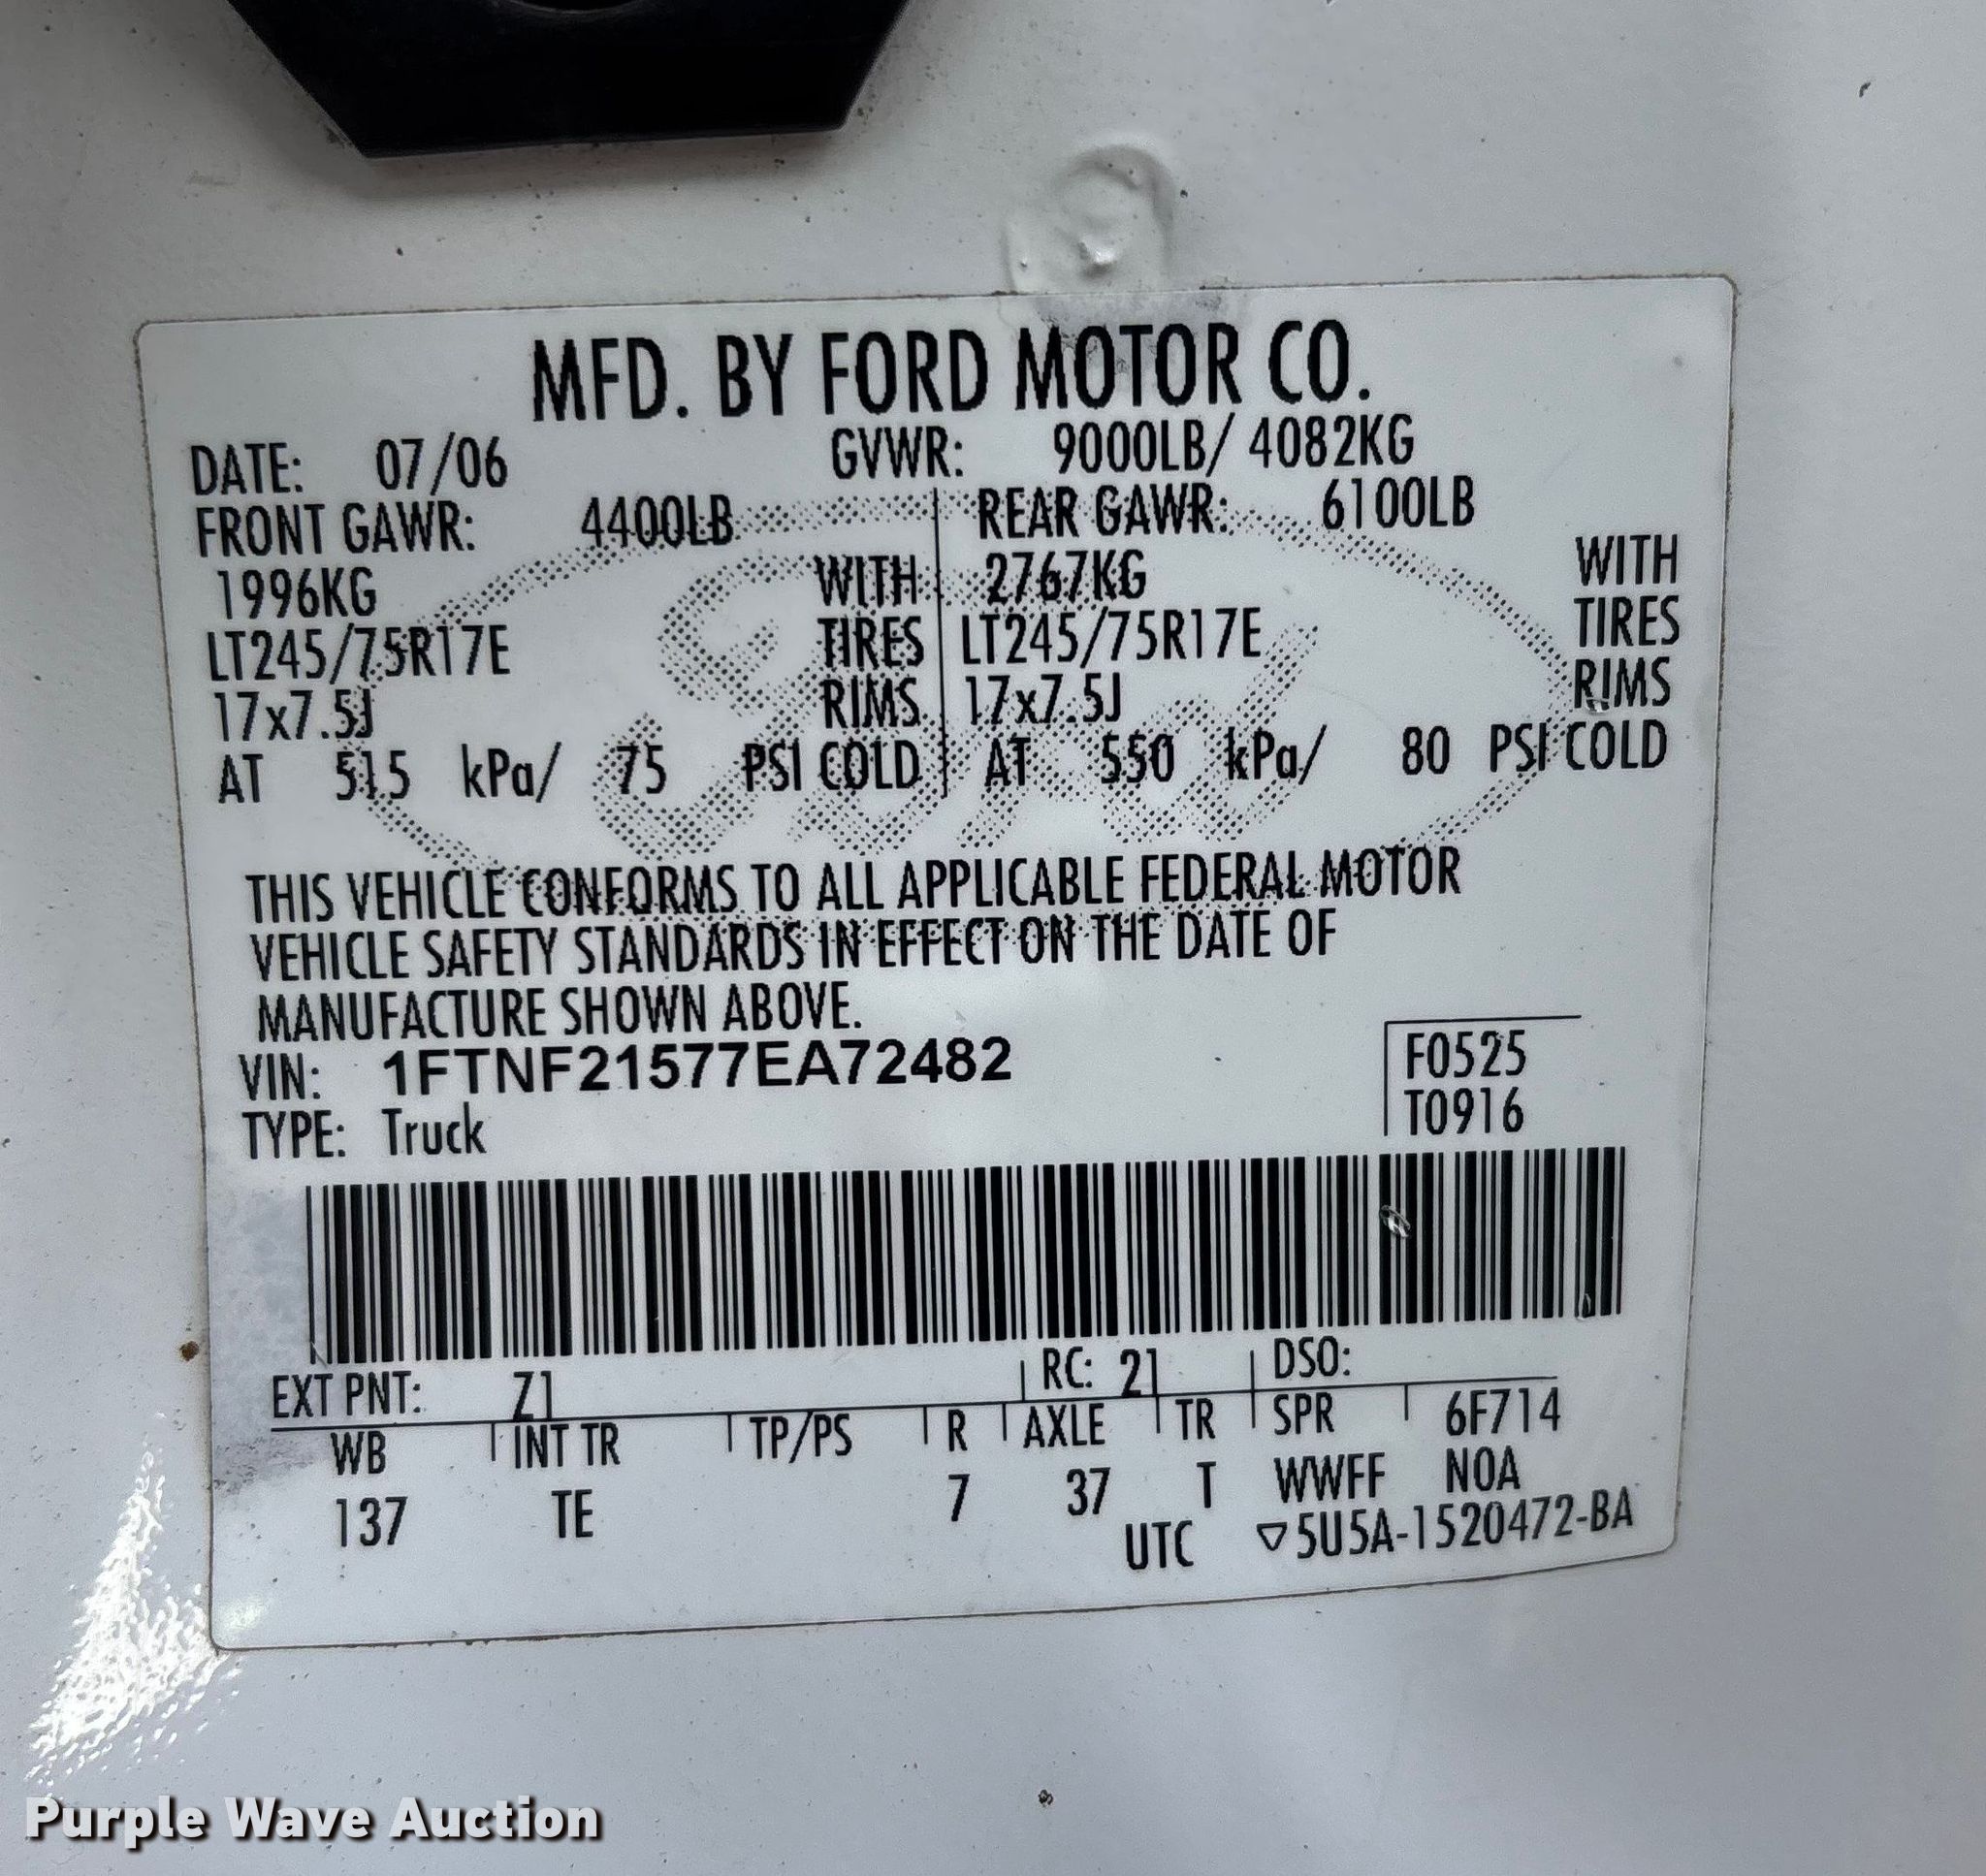 MFD. BY FORD MOTOR CO.
DATE: 07/06 GVWR: 9000LB/ 4082KG
FRONT GAWR: 4400LB REAR GAWR: 6100LB
1996KG WITH 2767KG WITH
LT245/75R17E TIRES LT245/75R17E TIRES
17x7.5J RIMS 17x7.5J RIMS
AT 515 kPa/ 75 PSI COLD AT 550 kPa/ 80 PSI COLD
Ford
THIS VEHICLE CONFORMS TO ALL APPLICABLE FEDERAL MOTOR
VEHICLE SAFETY STANDARDS IN EFFECT ON THE DATE OF
MANUFACTURE SHOWN ABOVE.
VIN: 1FTNF21577EA72482 F0525
TYPE: Truck T0916
EXT PNT: Z1 RC: 21 DSO:
WB INT TR TP/PS R AXLE TR SPR 6F714
137 TE 7 37 T WWFF NOA
UTC ▽5U5A-1520472-BA
Purple Wave Auction